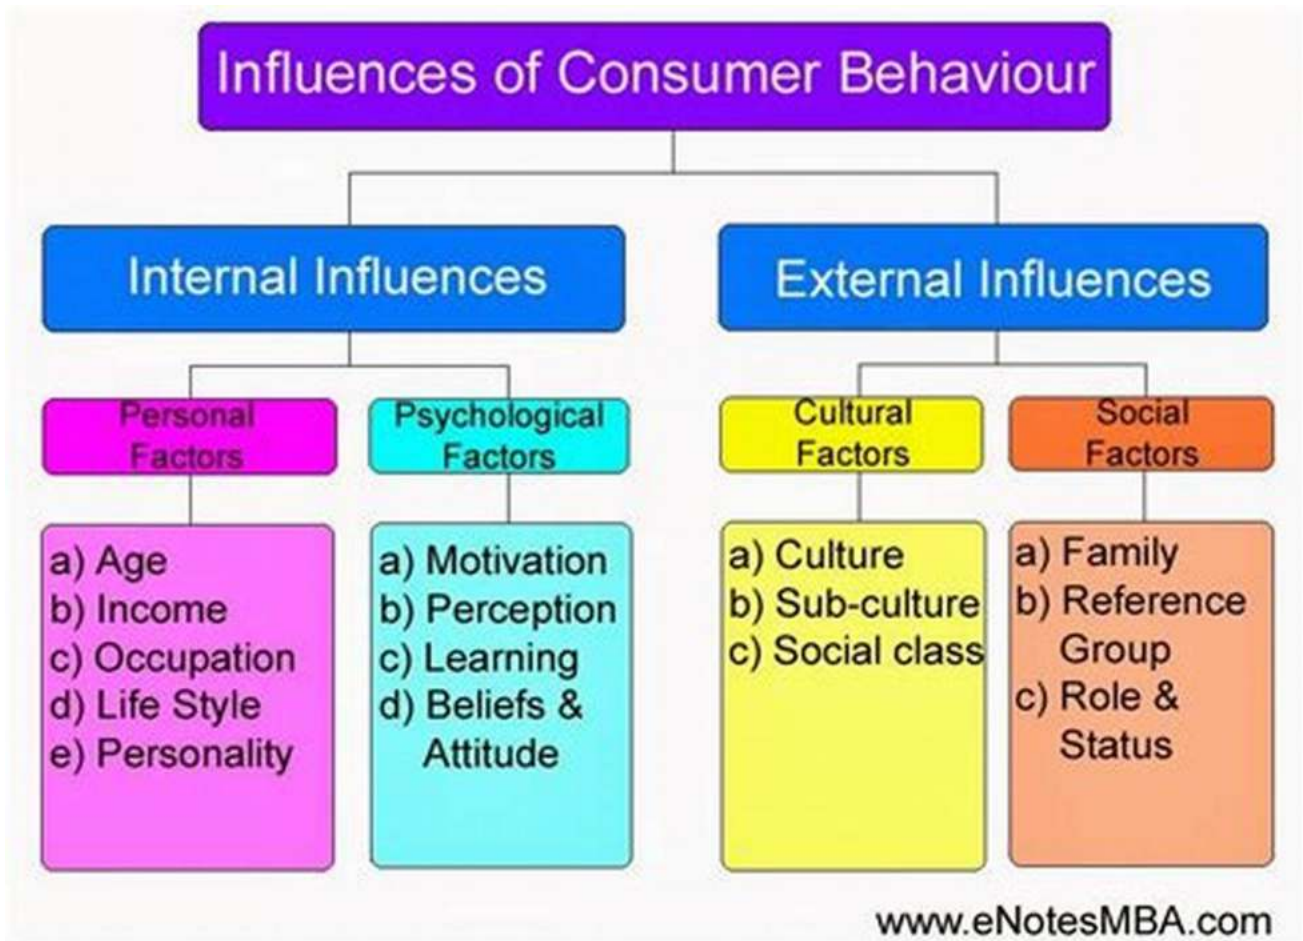 Influences of Consumer Behaviour
Internal Influences
External Influences
Personal
Factors
Psychological
Factors
Cultural
Factors
Social
Factors
a) Age
b) Income
c) Occupation
d) Life Style
e) Personality
a) Motivation
b) Perception
c) Learning
d) Beliefs &
Attitude
a) Culture
b) Sub-culture
c) Social class
a) Family
b) Reference
Group
c) Role &
Status
www.eNotesMBA.com